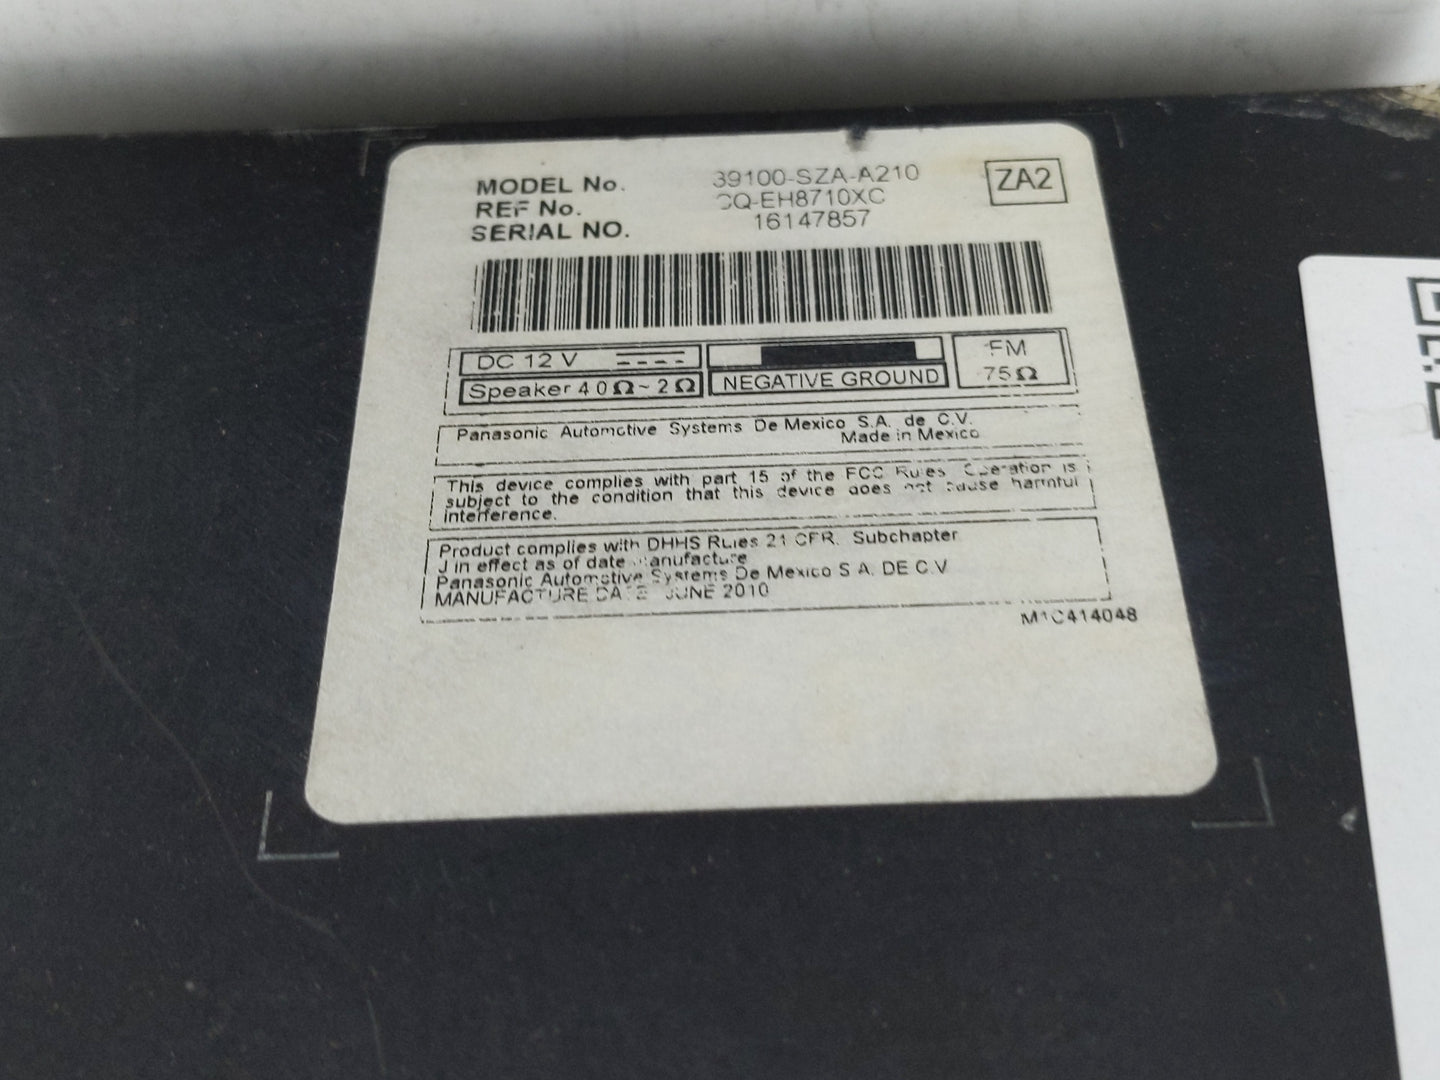 MODEL No. 39100-SZA-A210
REF No. CQ-EH8710XC
SERIAL NO. 16147857
ZA2
DC 12 V
Speaker 4 0Ω~ 2Ω
NEGATIVE GROUND
FM
75Ω
Panasonic Automotive Systems De Mexico S.A. de C.V.
Made in Mexico
This device complies with part 15 of the FCC Rules. Operation is
subject to the condition that this device does not cause harmful
interference.
Product complies with DHHS Rules 21 CFR. Subchapter
J in effect as of date manufacture
Panasonic Automotive Systems De Mexico S A. DE C.V
MANUFACTURE DATE JUNE 2010
M1C414048